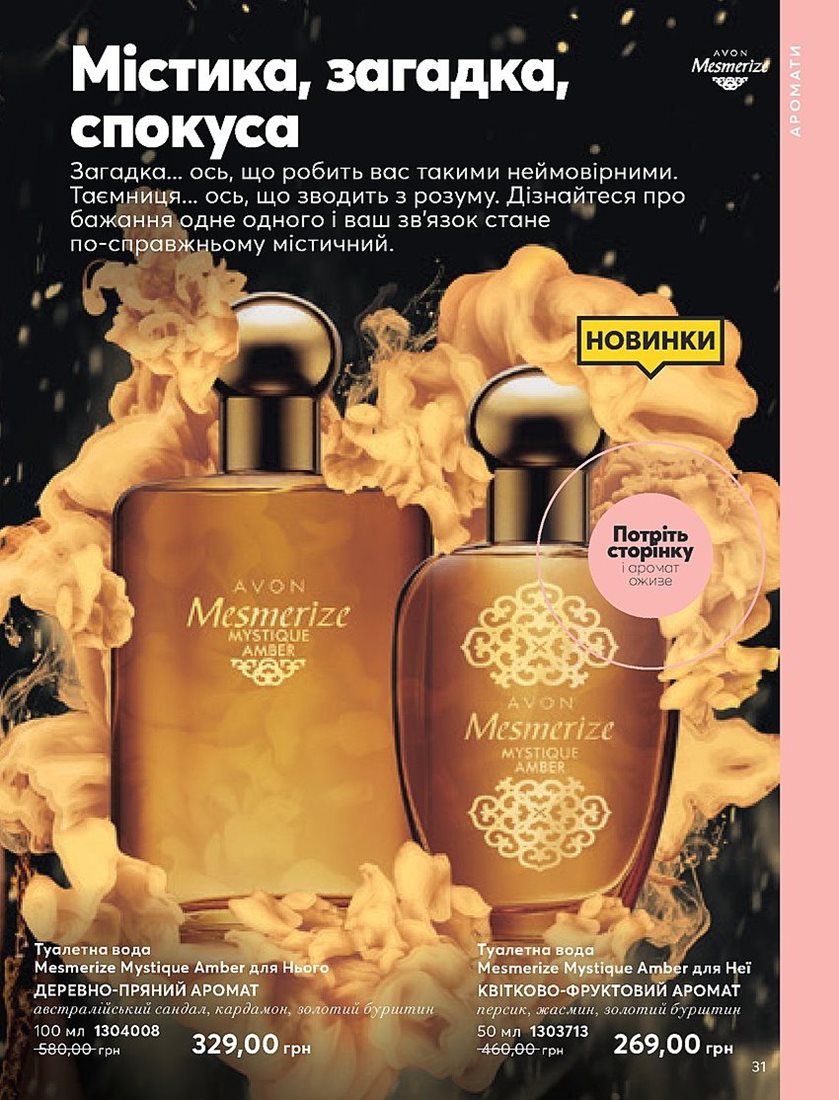 Містика, загадка,
спокуса
Загадка... ось, що робить вас такими неймовірними.
Таємниця... ось, що зводить з розуму. Дізнайтеся про
бажання одне одного і ваш зв'язок стане
по-справжньому містичний.
AVON
Mesmerize
АРОМАТИ
НОВИНКИ
Потріть
сторінку
і аромат
оживе
AVON
Mesmerize
MYSTIQUE
AMBER
AVON
Mesmerize
MYSTIQUE
AMBER
Туалетна вода
Mesmerize Mystique Amber для Нього
ДЕРЕВНО-ПРЯНИЙ АРОМАТ
австралійський сандал, кардамон, золотий бурштин
100 мл 1304008
580,00 грн 329,00 грн
Туалетна вода
Mesmerize Mystique Amber для Неї
КВІТКОВО-ФРУКТОВИЙ АРОМАТ
персик, жасмин, золотий бурштин
50 мл 1303713
460,00 грн 269,00 грн
31